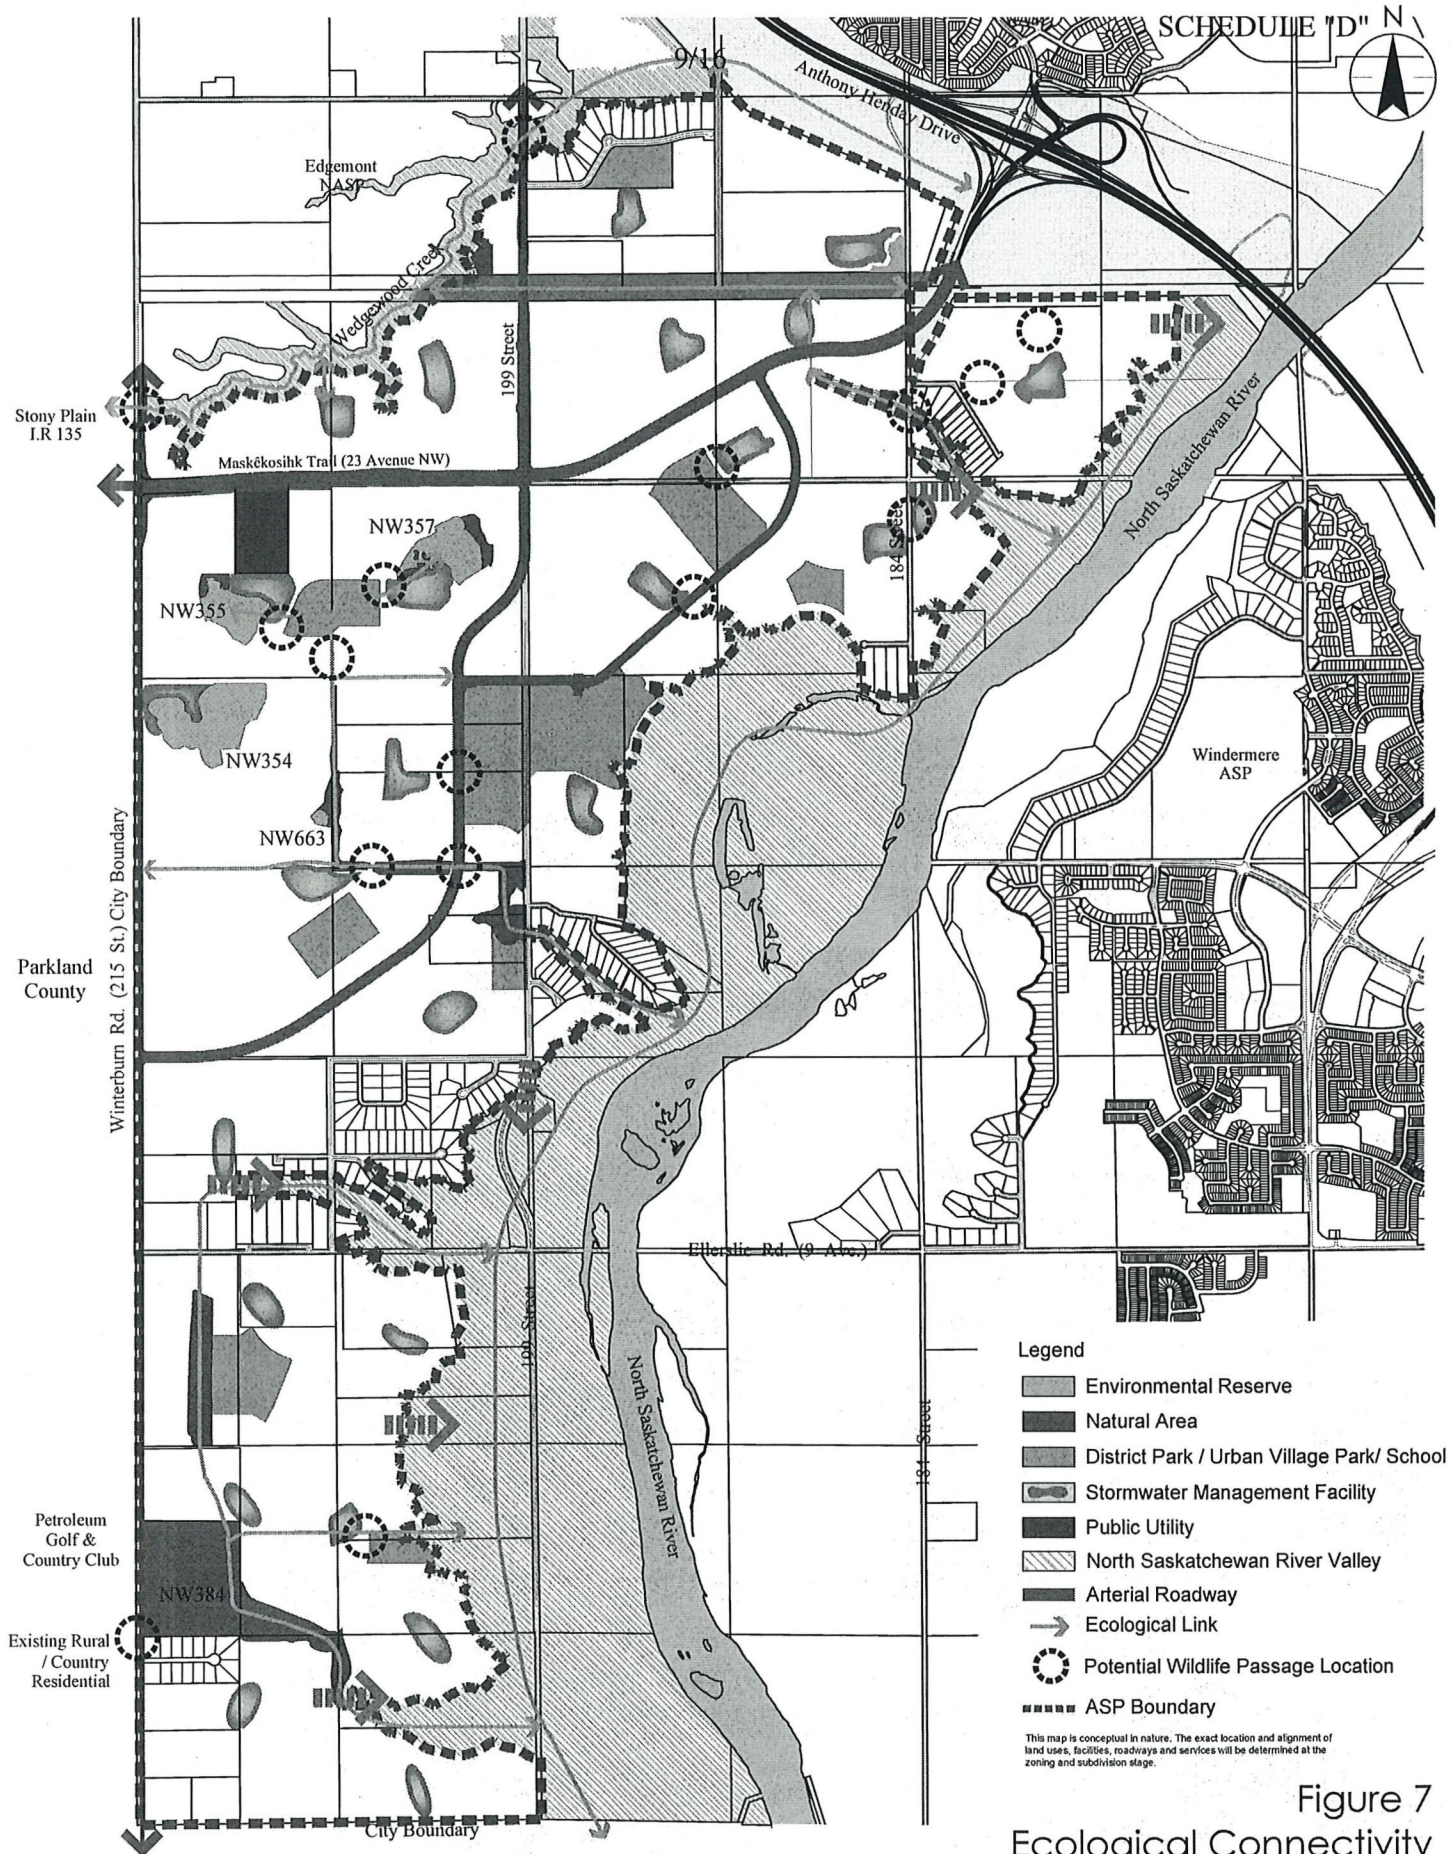 SCHEDULE "D"
N
9/16
Anthony Henday Drive
Edgemont
NASP
Wedgewood Creek
199 Street
Stony Plain
I.R 135
Maskêkosihk Trail (23 Avenue NW)
North Saskatchewan River
NW357
184 Street
NW355
NW354
Windermere
ASP
NW663
Winterburn Rd. (215 St.) City Boundary
Parkland
County
Ellerslie Rd. (9 Ave.)
199 Street
North Saskatchewan River
184 Street
Petroleum
Golf &
Country Club
NW384
Existing Rural
/ Country
Residential
City Boundary
Legend
Environmental Reserve
Natural Area
District Park / Urban Village Park/ School
Stormwater Management Facility
Public Utility
North Saskatchewan River Valley
Arterial Roadway
Ecological Link
Potential Wildlife Passage Location
ASP Boundary
This map is conceptual in nature. The exact location and alignment of
land uses, facilities, roadways and services will be determined at the
zoning and subdivision stage.
Figure 7
Ecological Connectivity